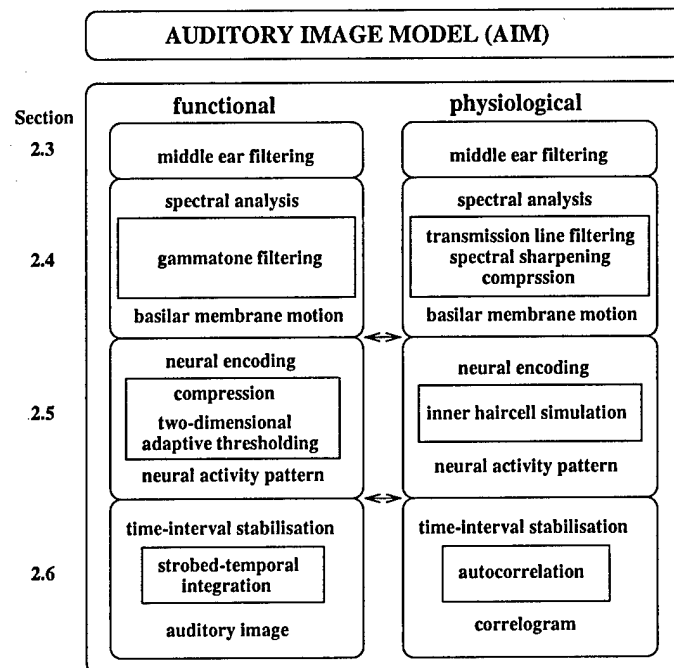 AUDITORY IMAGE MODEL (AIM)
Section
functional
physiological
2.3
middle ear filtering
middle ear filtering
2.4
spectral analysis
gammatone filtering
basilar membrane motion
spectral analysis
transmission line filtering
spectral sharpening
comprssion
basilar membrane motion
2.5
neural encoding
compression
two-dimensional
adaptive thresholding
neural activity pattern
neural encoding
inner haircell simulation
neural activity pattern
2.6
time-interval stabilisation
strobed-temporal
integration
auditory image
time-interval stabilisation
autocorrelation
correlogram